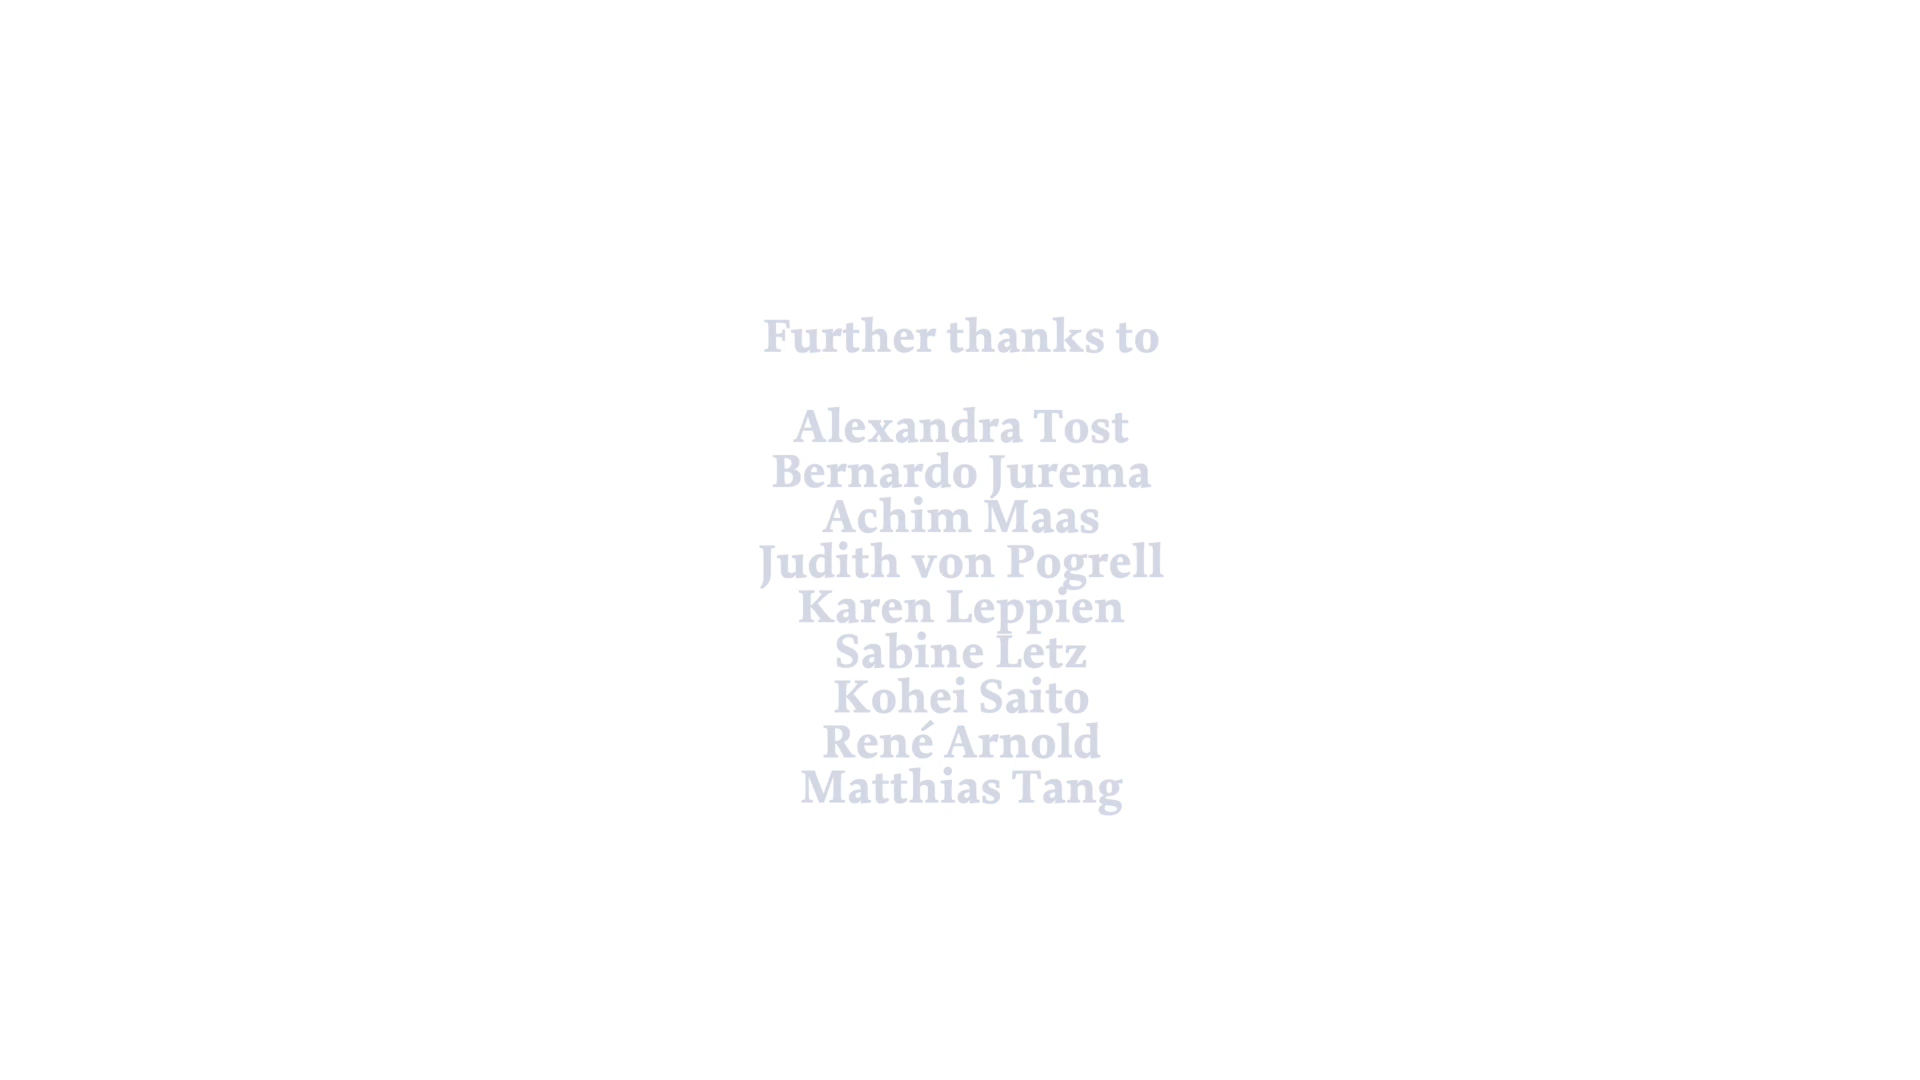 Further thanks to
Alexandra Tost
Bernardo Jurema
Achim Maas
Judith von Pogrell
Karen Leppien
Sabine Letz
Kohei Saito
René Arnold
Matthias Tang